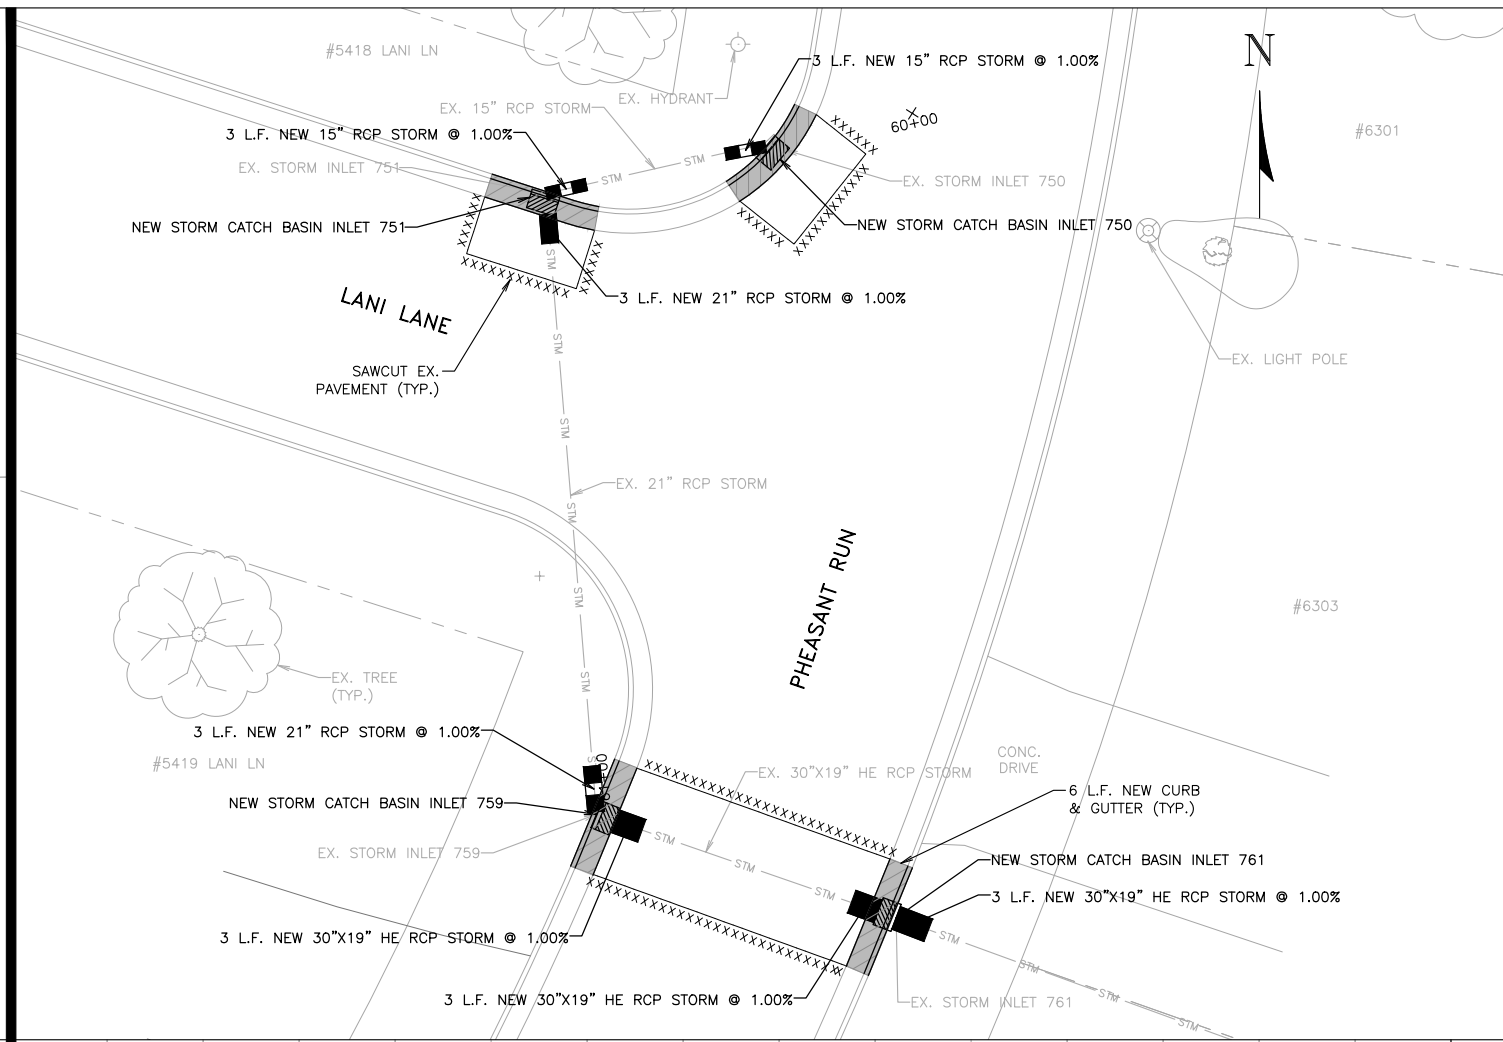 #5418 LANI LN
3 L.F. NEW 15" RCP STORM @ 1.00%
N
EX. HYDRANT
EX. 15" RCP STORM
60+00
#6301
3 L.F. NEW 15" RCP STORM @ 1.00%
EX. STORM INLET 751
STM
STM
EX. STORM INLET 750
NEW STORM CATCH BASIN INLET 751
NEW STORM CATCH BASIN INLET 750
STM
3 L.F. NEW 21" RCP STORM @ 1.00%
LANI LANE
STM
EX. LIGHT POLE
SAWCUT EX.
PAVEMENT (TYP.)
STM
EX. 21" RCP STORM
STM
PHEASANT RUN
STM
#6303
EX. TREE
(TYP.)
STM
3 L.F. NEW 21" RCP STORM @ 1.00%
#5419 LANI LN
CONC.
DRIVE
EX. 30"X19" HE RCP STORM
6 L.F. NEW CURB
& GUTTER (TYP.)
NEW STORM CATCH BASIN INLET 759
STM
EX. STORM INLET 759
STM
NEW STORM CATCH BASIN INLET 761
STM
3 L.F. NEW 30"X19" HE RCP STORM @ 1.00%
3 L.F. NEW 30"X19" HE RCP STORM @ 1.00%
STM
STM
3 L.F. NEW 30"X19" HE RCP STORM @ 1.00%
STM
EX. STORM INLET 761
STM